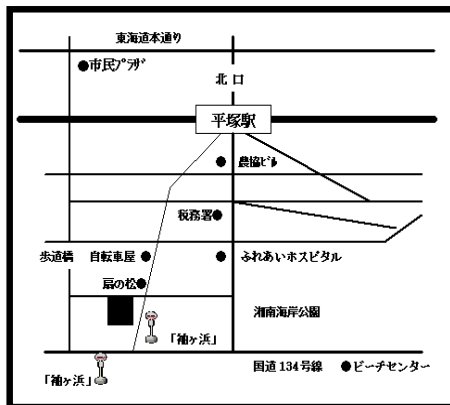 東海道本通り
●市民ﾌﾟﾗｻﾞ
北口
平塚駅
●農協ﾋﾞﾙ
税務署●
歩道橋
自転車屋●
●ふれあいホスピタル
扇の松●
湘南海岸公園
「袖ヶ浜」
国道134号線
●ビーチセンター
「袖ヶ浜」